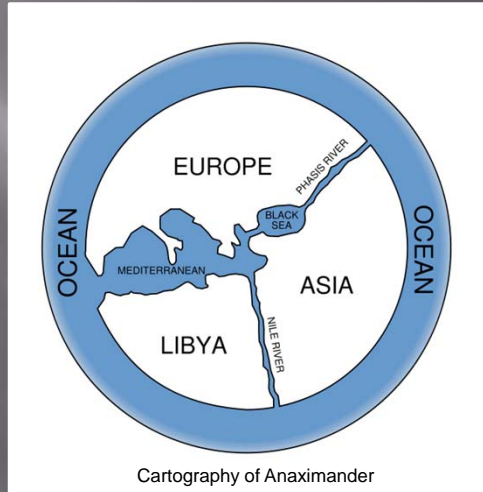 EUROPE
PHASIS RIVER
BLACK
SEA
OCEAN
OCEAN
MEDITERRANEAN
ASIA
LIBYA
NILE RIVER
Cartography of Anaximander